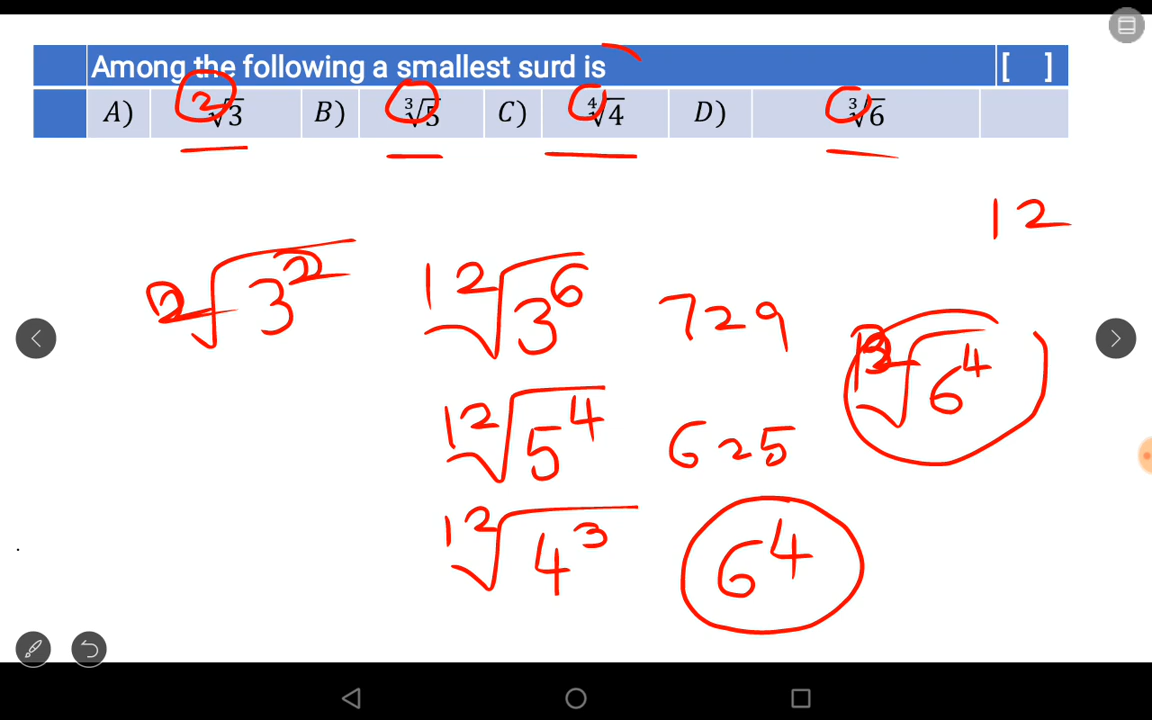 Among the following a smallest surd is [ ]
A) ²√3 B) ³√5 C) ⁴√4 D) ³√6
12
²√3² ¹²√3⁶ 729
¹²√6⁴
¹²√5⁴ 625
¹²√4³ 6⁴